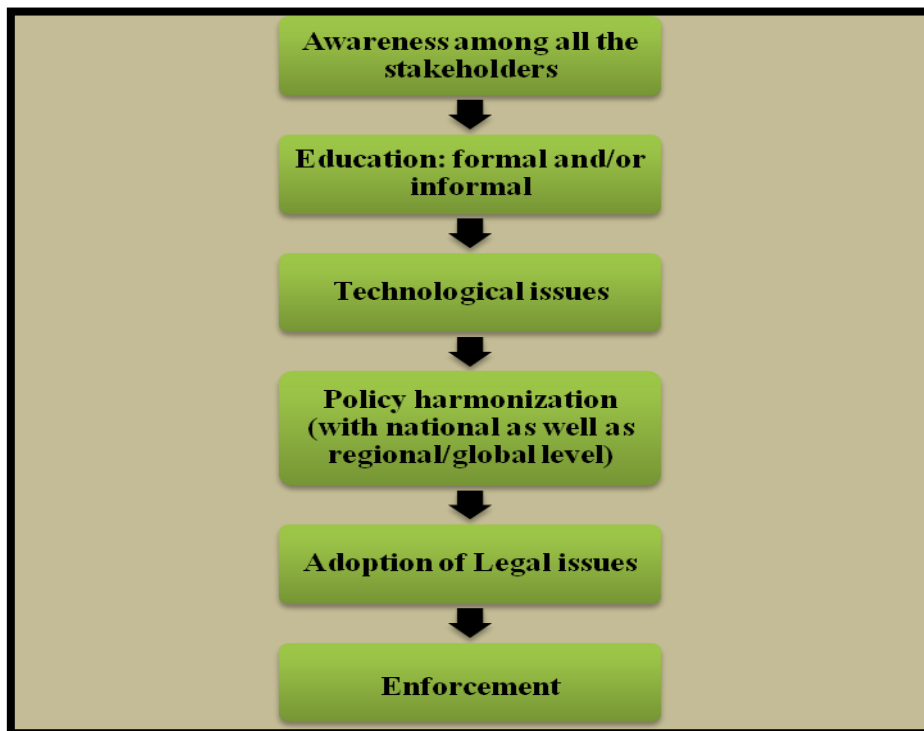 Awareness among all the
stakeholders
Education: formal and/or
informal
Technological issues
Policy harmonization
(with national as well as
regional/global level)
Adoption of Legal issues
Enforcement